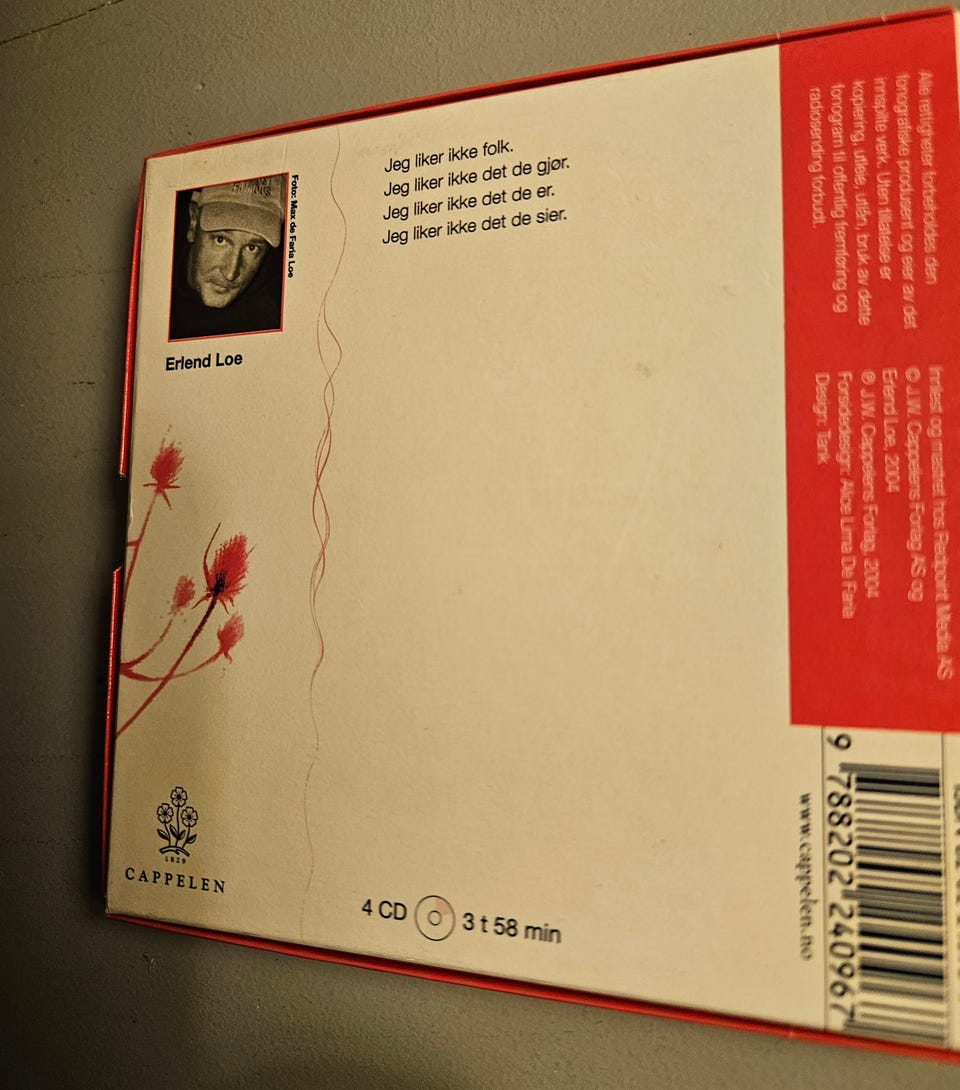 Jeg liker ikke folk.
Jeg liker ikke det de gjør.
Jeg liker ikke det de er.
Jeg liker ikke det de sier.
Foto: Max de Faria Loe
Erlend Loe
1829
CAPPELEN
4 CD
3 t 58 min
Alle rettigheter forbeholdes den
fonografiske produsent og eier av det
innspilte verk. Uten tillatelse er
kopiering, utleie, utlån, bruk av dette
fonogram til offentlig fremføring og
radiosending forbudt.
Innlest og mastret hos Redpoint Media AS
© J.W. Cappelens Forlag AS og
Erlend Loe, 2004
℗ J.W. Cappelens Forlag, 2004
Forsidedesign: Alice Lima De Faria
Design: Tank
www.cappelen.no
9 788202 240967